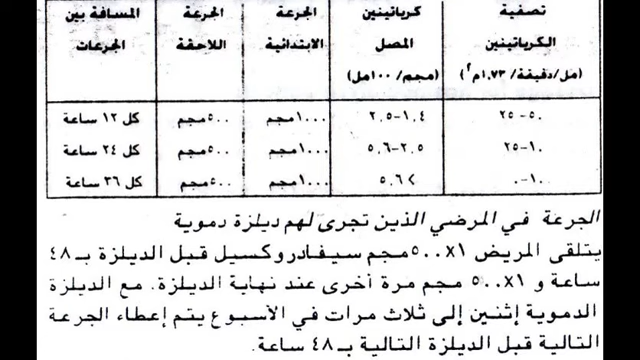 تصفية الكرياتينين (مل/دقيقة/١,٧٣م٢) | كرياتينين المصل (مجم/١٠٠مل) | الجرعة الابتدائية | الجرعة اللاحقة | المسافة بين الجرعات
٥٠-٢٥ | ١,٤-٢,٥ | ١٠٠٠مجم | ٥٠٠مجم | كل ١٢ ساعة
٢٥-١٠ | ٢,٥-٥,٦ | ١٠٠٠مجم | ٥٠٠مجم | كل ٢٤ ساعة
١٠-٠ | >٥,٦ | ١٠٠٠مجم | ٥٠٠مجم | كل ٣٦ ساعة
الجرعة في المرضي الذين تجرى لهم ديلزة دموية
يتلقى المريض ١×٥٠٠مجم سيفادروكسيل قبل الديلزة بـ ٤٨
ساعة و ١×٥٠٠ مجم مرة أخرى عند نهاية الديلزة. مع الديلزة
الدموية إثنين إلى ثلاث مرات في الأسبوع يتم إعطاء الجرعة
التالية قبل الديلزة التالية بـ ٤٨ ساعة.